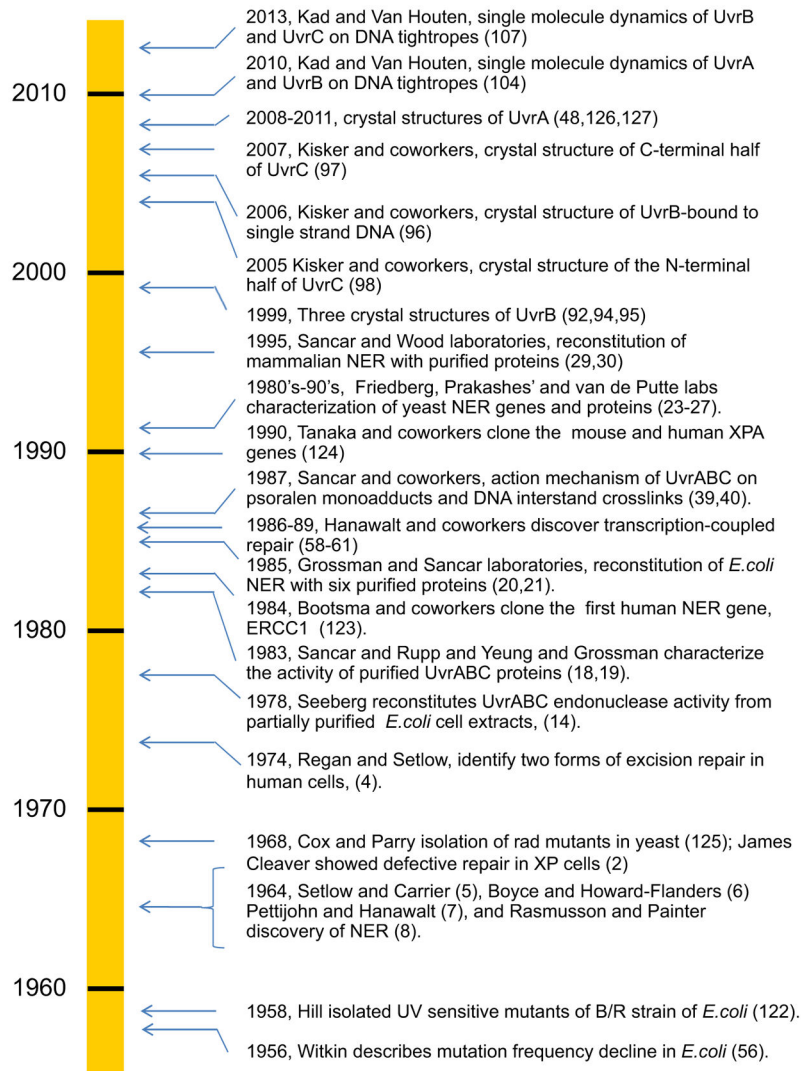 2013, Kad and Van Houten, single molecule dynamics of UvrB
and UvrC on DNA tightropes (107)
2010, Kad and Van Houten, single molecule dynamics of UvrA
and UvrB on DNA tightropes (104)
2010
2008-2011, crystal structures of UvrA (48,126,127)
2007, Kisker and coworkers, crystal structure of C-terminal half
of UvrC (97)
2006, Kisker and coworkers, crystal structure of UvrB-bound to
single strand DNA (96)
2005 Kisker and coworkers, crystal structure of the N-terminal
half of UvrC (98)
2000
1999, Three crystal structures of UvrB (92,94,95)
1995, Sancar and Wood laboratories, reconstitution of
mammalian NER with purified proteins (29,30)
1980's-90's, Friedberg, Prakashes' and van de Putte labs
characterization of yeast NER genes and proteins (23-27).
1990, Tanaka and coworkers clone the mouse and human XPA
genes (124)
1990
1987, Sancar and coworkers, action mechanism of UvrABC on
psoralen monoadducts and DNA interstand crosslinks (39,40).
1986-89, Hanawalt and coworkers discover transcription-coupled
repair (58-61)
1985, Grossman and Sancar laboratories, reconstitution of E.coli
NER with six purified proteins (20,21).
1984, Bootsma and coworkers clone the first human NER gene,
ERCC1 (123).
1980
1983, Sancar and Rupp and Yeung and Grossman characterize
the activity of purified UvrABC proteins (18,19).
1978, Seeberg reconstitutes UvrABC endonuclease activity from
partially purified E.coli cell extracts, (14).
1974, Regan and Setlow, identify two forms of excision repair in
human cells, (4).
1970
1968, Cox and Parry isolation of rad mutants in yeast (125); James
Cleaver showed defective repair in XP cells (2)
1964, Setlow and Carrier (5), Boyce and Howard-Flanders (6)
Pettijohn and Hanawalt (7), and Rasmusson and Painter
discovery of NER (8).
1960
1958, Hill isolated UV sensitive mutants of B/R strain of E.coli (122).
1956, Witkin describes mutation frequency decline in E.coli (56).